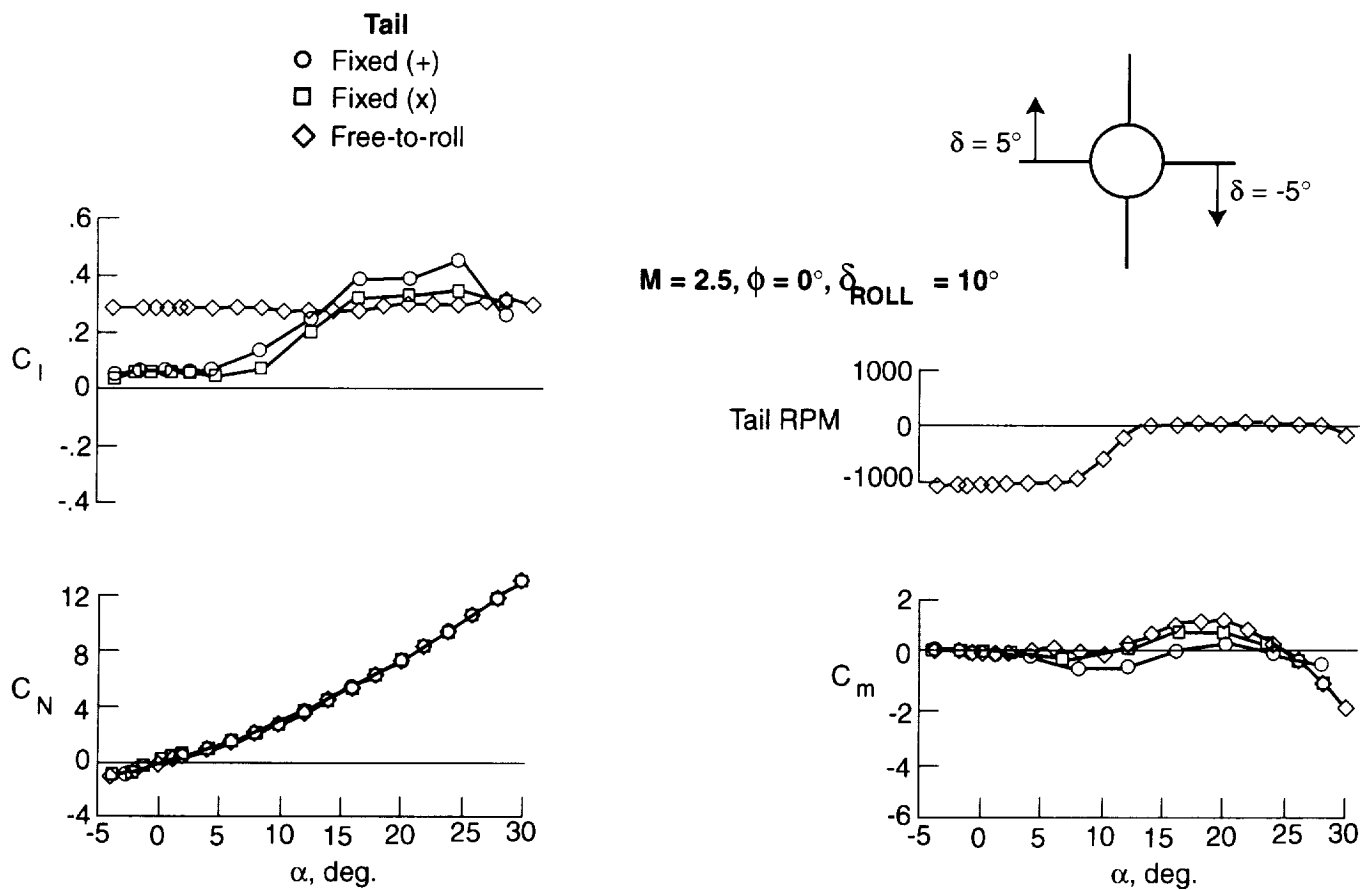 Tail
Fixed (+)
Fixed (x)
Free-to-roll
δ = 5°
δ = -5°
M = 2.5, ϕ = 0°, δROLL = 10°
.6
.4
.2
0
-.2
-.4
C l
1000
0
-1000
Tail RPM
12
8
4
0
-4
C N
-5 0 5 10 15 20 25 30
α, deg.
2
0
-2
-4
-6
C m
-5 0 5 10 15 20 25 30
α, deg.